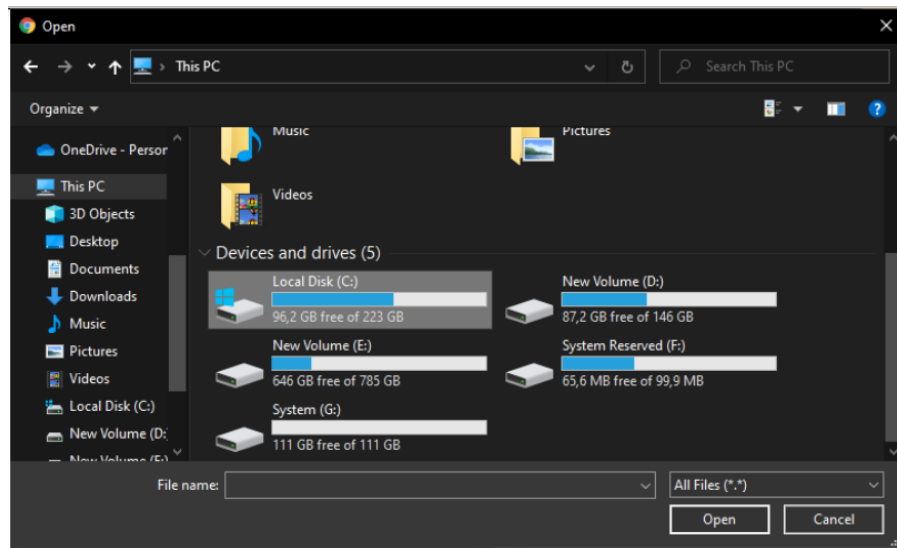 Open
This PC
Search This PC
Organize
OneDrive - Person
This PC
3D Objects
Desktop
Documents
Downloads
Music
Pictures
Videos
Local Disk (C:)
New Volume (D:
New Volume (E:)
Music
Pictures
Videos
Devices and drives (5)
Local Disk (C:)
96,2 GB free of 223 GB
New Volume (D:)
87,2 GB free of 146 GB
New Volume (E:)
646 GB free of 785 GB
System Reserved (F:)
65,6 MB free of 99,9 MB
System (G:)
111 GB free of 111 GB
File name:
All Files (*.*)
Open
Cancel